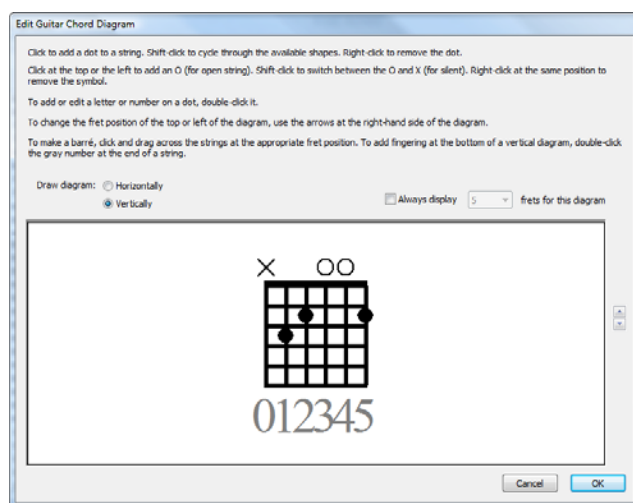 Edit Guitar Chord Diagram
Click to add a dot to a string. Shift-click to cycle through the available shapes. Right-click to remove the dot.
Click at the top or the left to add an O (for open string). Shift-click to switch between the O and X (for silent). Right-click at the same position to
remove the symbol.
To add or edit a letter or number on a dot, double-click it.
To change the fret position of the top or left of the diagram, use the arrows at the right-hand side of the diagram.
To make a barré, click and drag across the strings at the appropriate fret position. To add fingering at the bottom of a vertical diagram, double-click
the gray number at the end of a string.
Draw diagram: Horizontally
Vertically
Always display 5 frets for this diagram
X OO
012345
Cancel OK